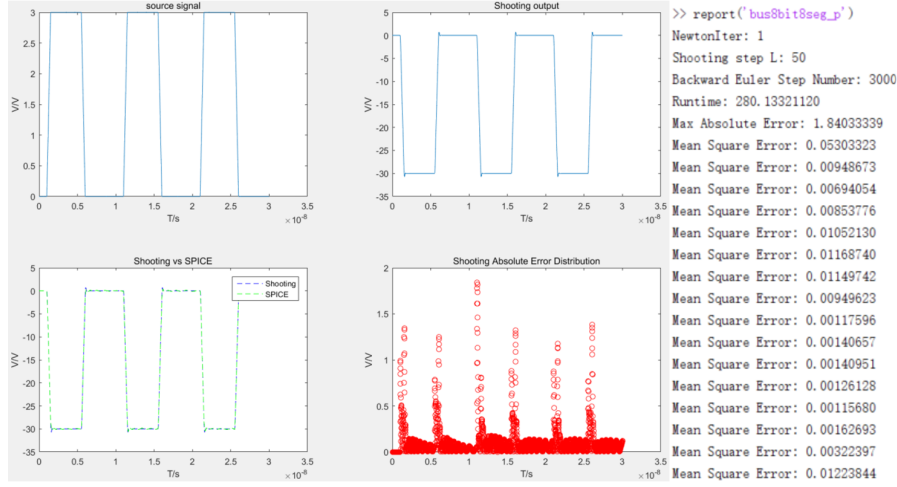 source signal
V/V
3
2.5
2
1.5
1
0.5
0
0 0.5 1 1.5 2 2.5 3 3.5
T/s
×10^-8
Shooting output
V/V
5
0
-5
-10
-15
-20
-25
-30
-35
0 0.5 1 1.5 2 2.5 3 3.5
T/s
×10^-8
Shooting vs SPICE
Shooting
SPICE
V/V
5
0
-5
-10
-15
-20
-25
-30
-35
0 0.5 1 1.5 2 2.5 3 3.5
T/s
×10^-8
Shooting Absolute Error Distribution
V/V
2
1.5
1
0.5
0
0 0.5 1 1.5 2 2.5 3 3.5
T/s
×10^-8
>> report('bus8bit8seg_p')
NewtonIter: 1
Shooting step L: 50
Backward Euler Step Number: 3000
Runtime: 280.13321120
Max Absolute Error: 1.84033339
Mean Square Error: 0.05303323
Mean Square Error: 0.00948673
Mean Square Error: 0.00694054
Mean Square Error: 0.00853776
Mean Square Error: 0.01052130
Mean Square Error: 0.01168740
Mean Square Error: 0.01149742
Mean Square Error: 0.00949623
Mean Square Error: 0.00117596
Mean Square Error: 0.00140657
Mean Square Error: 0.00140951
Mean Square Error: 0.00126128
Mean Square Error: 0.00115680
Mean Square Error: 0.00162693
Mean Square Error: 0.00322397
Mean Square Error: 0.01223844